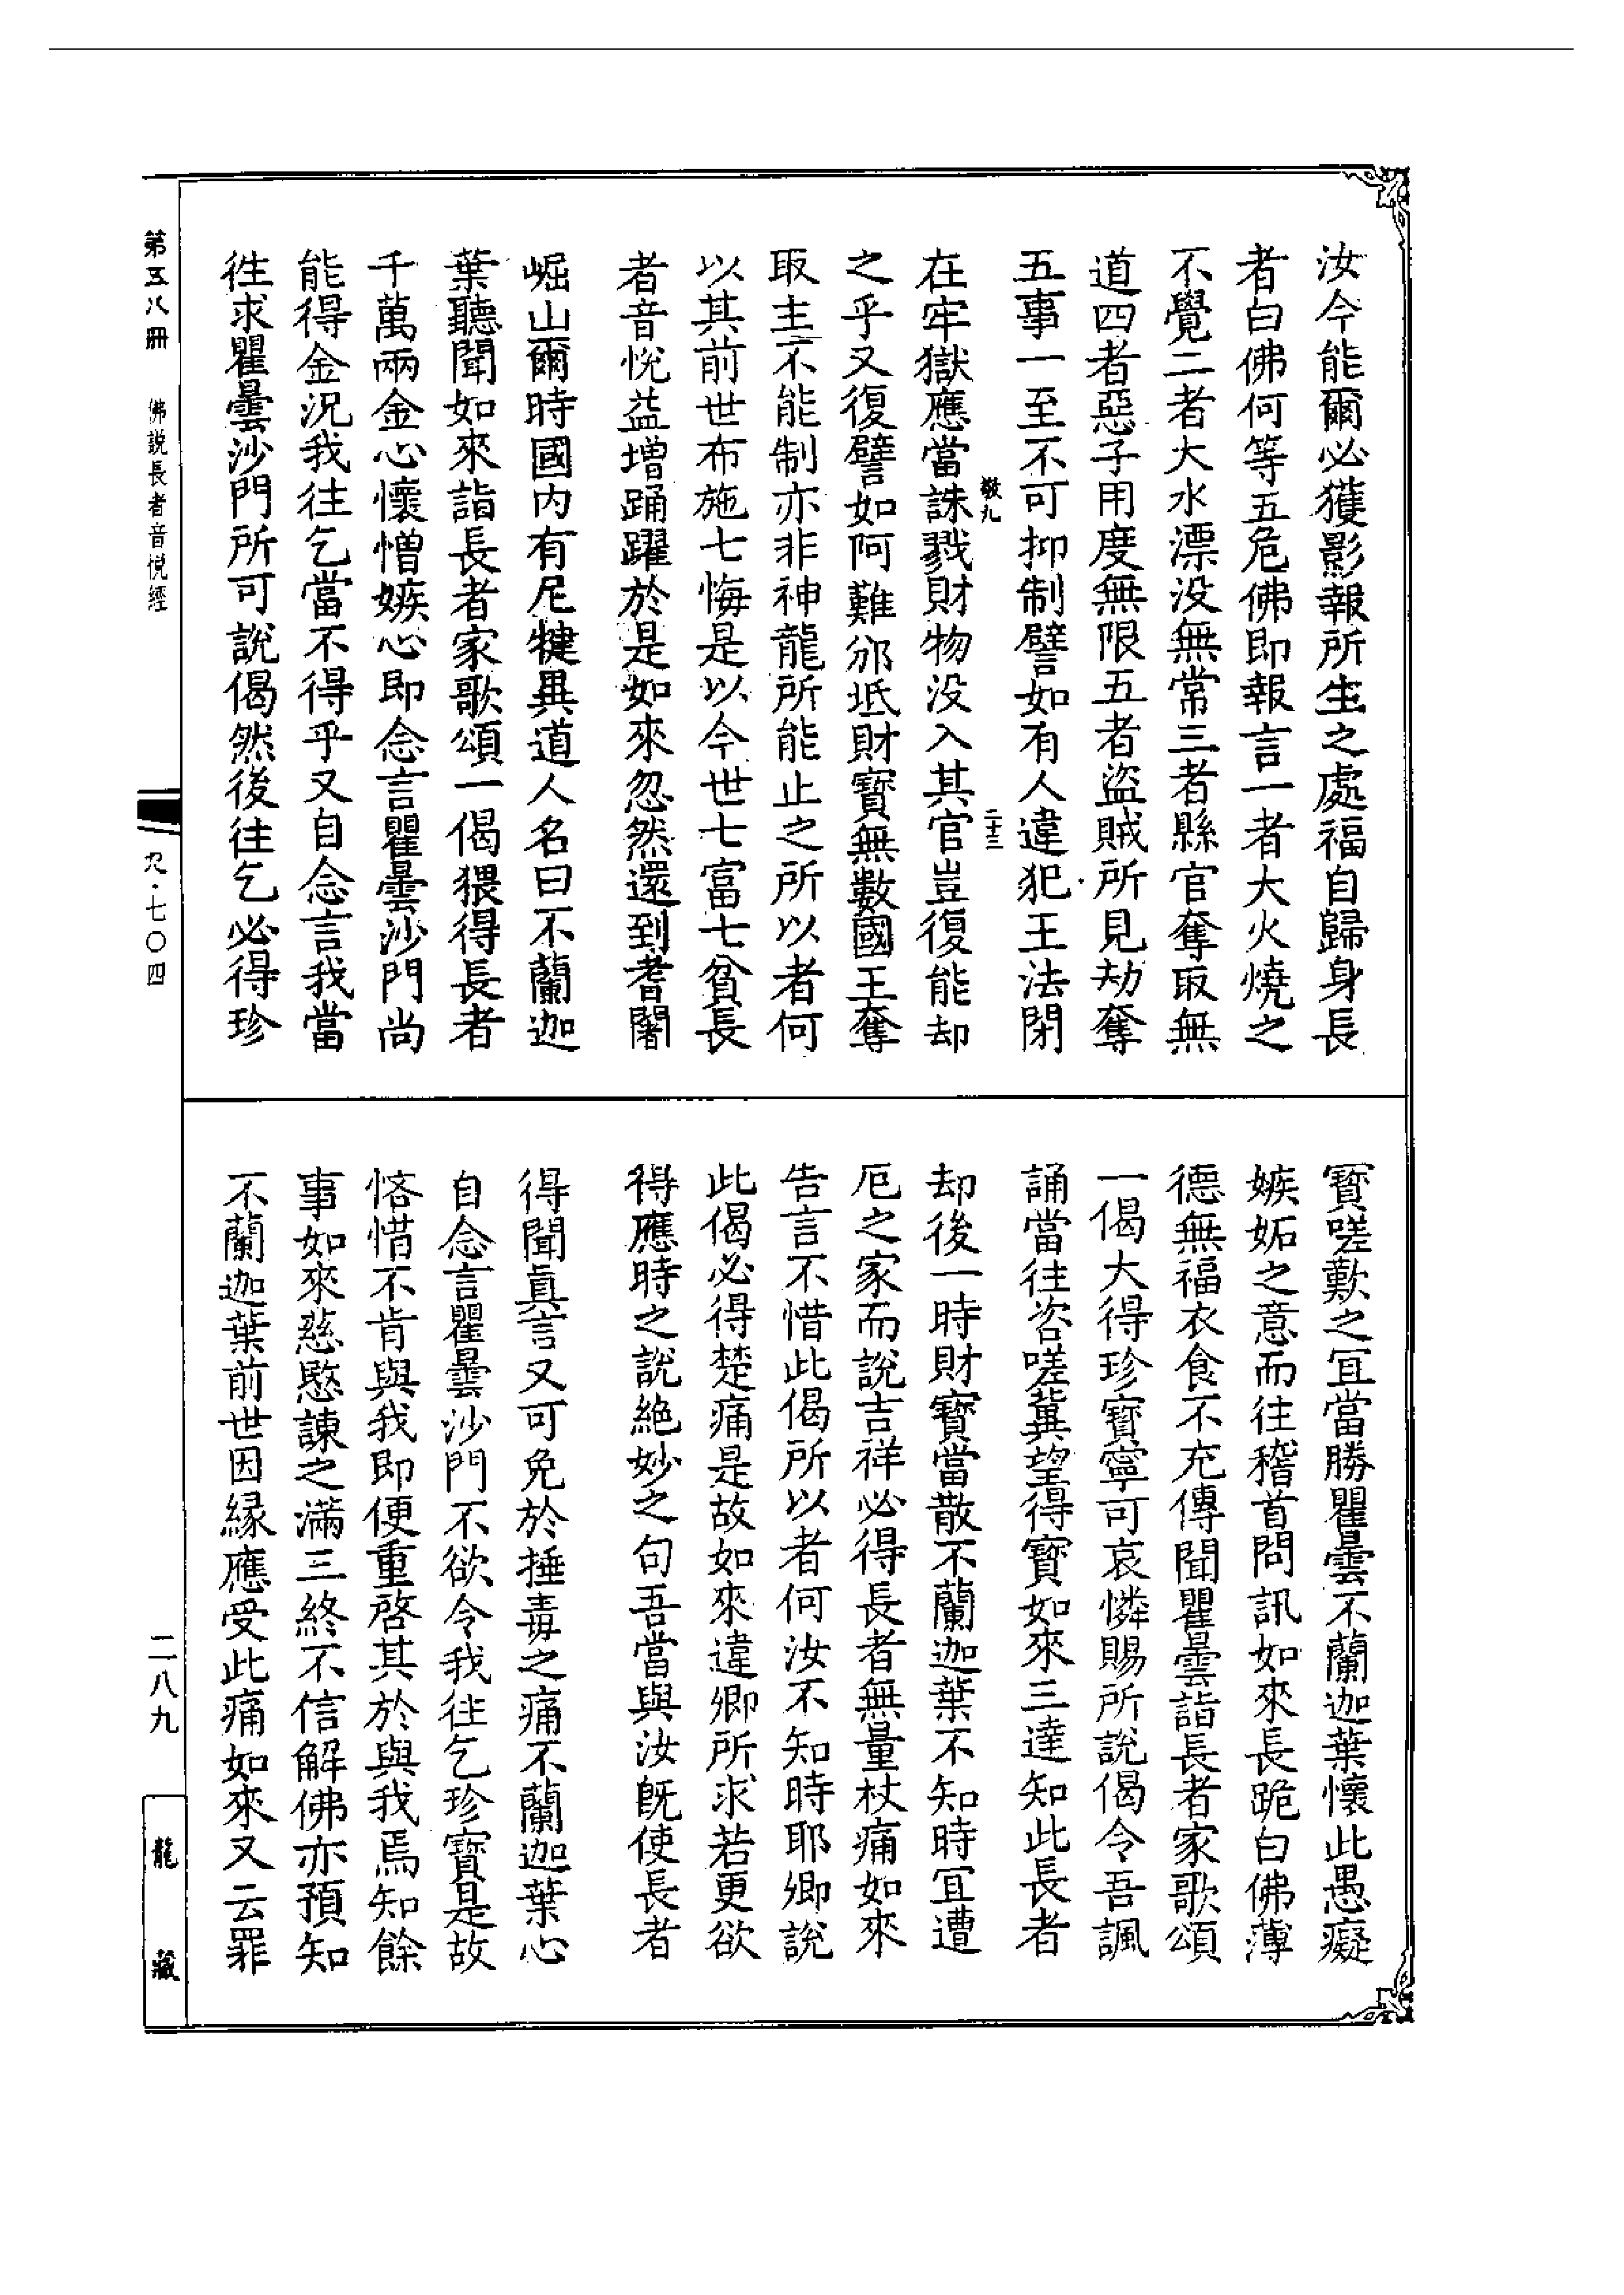 汝今能爾必獲影報所生之處福自歸身長
者白佛何等五危佛即報言一者大火燒之
不覺二者大水漂没無常三者縣官奪取無
道四者惡子用度無限五者盜賊所見劫奪
五事一至不可抑制譬如有人違犯王法閉
敬九
二十三
在牢獄應當誅戮財物没入其官豈復能却
之乎又復譬如阿難邠坻財寶無數國王奪
取主不能制亦非神龍所能止之所以者何
以其前世布施七悔是以今世七富七貧長
者音悅益增踊躍於是如來忽然還到耆闍
崛山爾時國内有尼犍異道人名曰不蘭迦
葉聽聞如來詣長者家歌頌一偈猥得長者
千萬兩金心懷憎嫉心即念言瞿曇沙門尚
能得金況我往乞當不得乎又自念言我當
徃求瞿曇沙門所可說偈然後往乞必得珍
寶嗟歎之冝當勝瞿曇不蘭迦葉懷此愚癡
嫉妬之意而往稽首問訊如來長跪白佛薄
德無福衣食不充傳聞瞿曇詣長者家歌頌
一偈大得珍寶寧可哀憐賜所說偈令吾諷
誦當往咨嗟冀望得寶如來三達知此長者
却後一時財寶當散不蘭迦葉不知時冝遭
厄之家而說吉祥必得長者無量杖痛如來
告言不惜此偈所以者何汝不知時耶卿說
此偈必得楚痛是故如來違卿所求若更欲
得應時之說絶妙之句吾當與汝旣使長者
得聞眞言又可免於捶毒之痛不蘭迦葉心
自念言瞿曇沙門不欲令我往乞珍寶是故
悋惜不肯與我即便重啓其於與我焉知餘
事如來慈愍諫之滿三終不信解佛亦預知
不蘭迦葉前世因緣應受此痛如來又云罪
第五八册
佛説長者音悦經
九·七〇四
二八九
龍藏